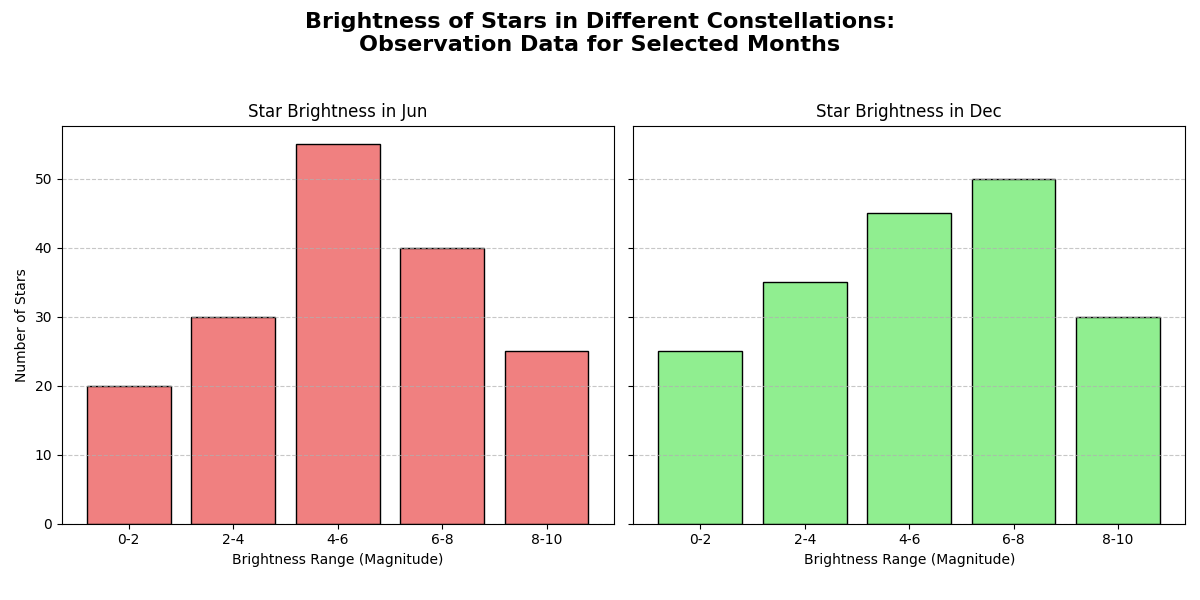 Brightness of Stars in Different Constellations:
Observation Data for Selected Months
Star Brightness in Jun
Number of Stars
50
40
30
20
10
0
0-2
2-4
4-6
6-8
8-10
Brightness Range (Magnitude)
Star Brightness in Dec
0-2
2-4
4-6
6-8
8-10
Brightness Range (Magnitude)